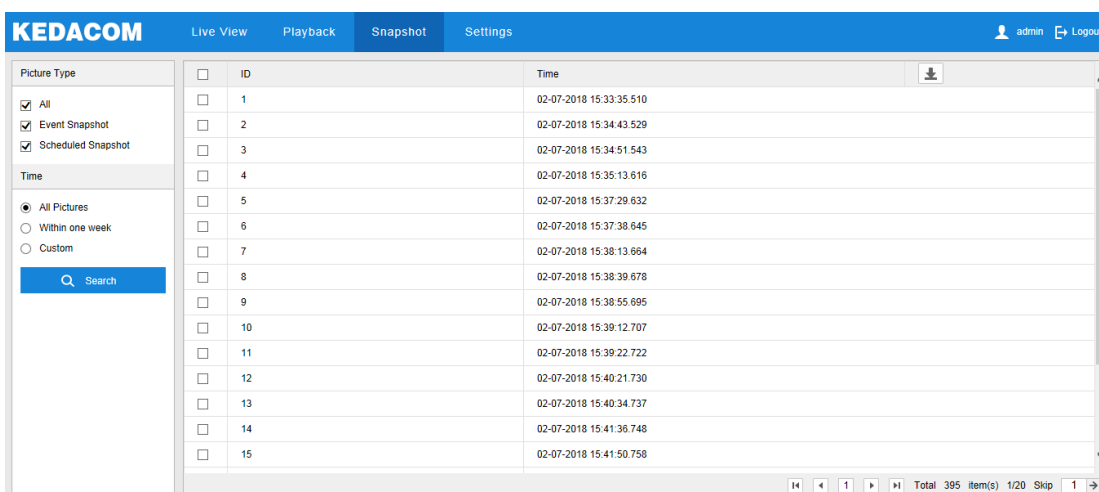 KEDACOM Live View Playback Snapshot Settings admin Logou
Picture Type
All
Event Snapshot
Scheduled Snapshot
Time
All Pictures
Within one week
Custom
Search
ID Time
1 02-07-2018 15:33:35.510
2 02-07-2018 15:34:43.529
3 02-07-2018 15:34:51.543
4 02-07-2018 15:35:13.616
5 02-07-2018 15:37:29.632
6 02-07-2018 15:37:38.645
7 02-07-2018 15:38:13.664
8 02-07-2018 15:38:39.678
9 02-07-2018 15:38:55.695
10 02-07-2018 15:39:12.707
11 02-07-2018 15:39:22.722
12 02-07-2018 15:40:21.730
13 02-07-2018 15:40:34.737
14 02-07-2018 15:41:36.748
15 02-07-2018 15:41:50.758
1 Total 395 item(s) 1/20 Skip 1